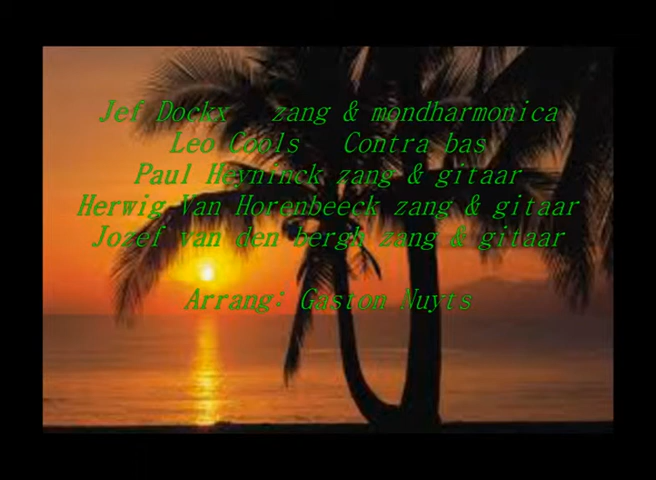 Jef Dockx zang & mondharmonica
Leo Cools Contra bas
Paul Heyninck zang & gitaar
Herwig Van Horenbeeck zang & gitaar
Jozef van den bergh zang & gitaar
Arrang: Gaston Nuyts